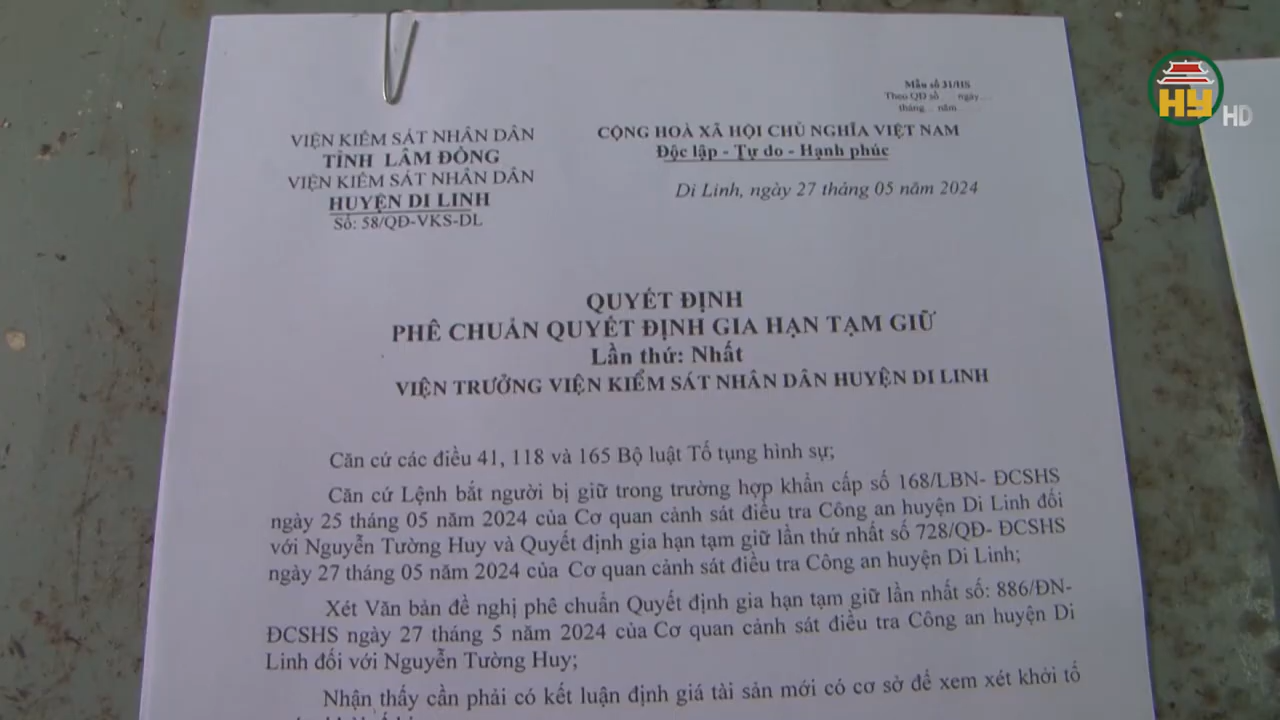 Mẫu số 31/HS
Theo QĐ số ngày...
tháng... năm...
VIỆN KIỂM SÁT NHÂN DÂN
TỈNH LÂM ĐỒNG
VIỆN KIỂM SÁT NHÂN DÂN
HUYỆN DI LINH
Số: 58/QĐ-VKS-DL
CỘNG HOÀ XÃ HỘI CHỦ NGHĨA VIỆT NAM
Độc lập - Tự do - Hạnh phúc
Di Linh, ngày 27 tháng 05 năm 2024
HY HD
QUYẾT ĐỊNH
PHÊ CHUẨN QUYẾT ĐỊNH GIA HẠN TẠM GIỮ
Lần thứ: Nhất
VIỆN TRƯỞNG VIỆN KIỂM SÁT NHÂN DÂN HUYỆN DI LINH
Căn cứ các điều 41, 118 và 165 Bộ luật Tố tụng hình sự;
Căn cứ Lệnh bắt người bị giữ trong trường hợp khẩn cấp số 168/LBN- ĐCSHS
ngày 25 tháng 05 năm 2024 của Cơ quan cảnh sát điều tra Công an huyện Di Linh đối
với Nguyễn Tường Huy và Quyết định gia hạn tạm giữ lần thứ nhất số 728/QĐ- ĐCSHS
ngày 27 tháng 05 năm 2024 của Cơ quan cảnh sát điều tra Công an huyện Di Linh;
Xét Văn bản đề nghị phê chuẩn Quyết định gia hạn tạm giữ lần nhất số: 886/ĐN-
ĐCSHS ngày 27 tháng 5 năm 2024 của Cơ quan cảnh sát điều tra Công an huyện Di
Linh đối với Nguyễn Tường Huy;
Nhận thấy cần phải có kết luận định giá tài sản mới có cơ sở để xem xét khởi tố